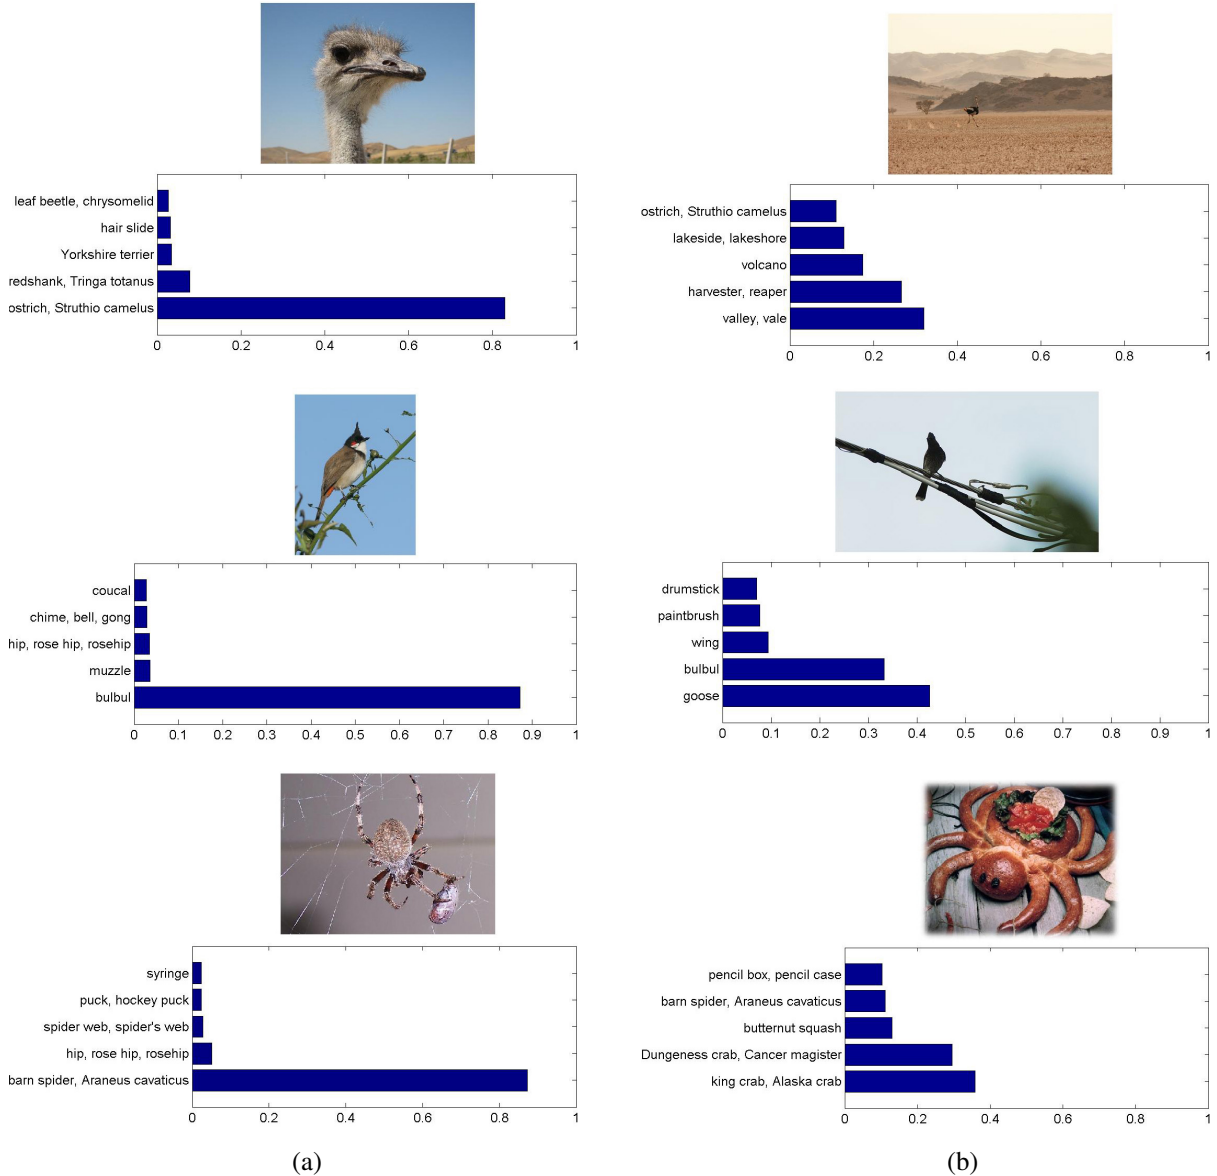 leaf beetle, chrysomelid
hair slide
Yorkshire terrier
redshank, Tringa totanus
ostrich, Struthio camelus
0 0.2 0.4 0.6 0.8 1
ostrich, Struthio camelus
lakeside, lakeshore
volcano
harvester, reaper
valley, vale
0 0.2 0.4 0.6 0.8 1
coucal
chime, bell, gong
hip, rose hip, rosehip
muzzle
bulbul
0 0.1 0.2 0.3 0.4 0.5 0.6 0.7 0.8 0.9 1
drumstick
paintbrush
wing
bulbul
goose
0 0.1 0.2 0.3 0.4 0.5 0.6 0.7 0.8 0.9 1
syringe
puck, hockey puck
spider web, spider's web
hip, rose hip, rosehip
barn spider, Araneus cavaticus
0 0.2 0.4 0.6 0.8 1
pencil box, pencil case
barn spider, Araneus cavaticus
butternut squash
Dungeness crab, Cancer magister
king crab, Alaska crab
0 0.2 0.4 0.6 0.8 1
(a)
(b)